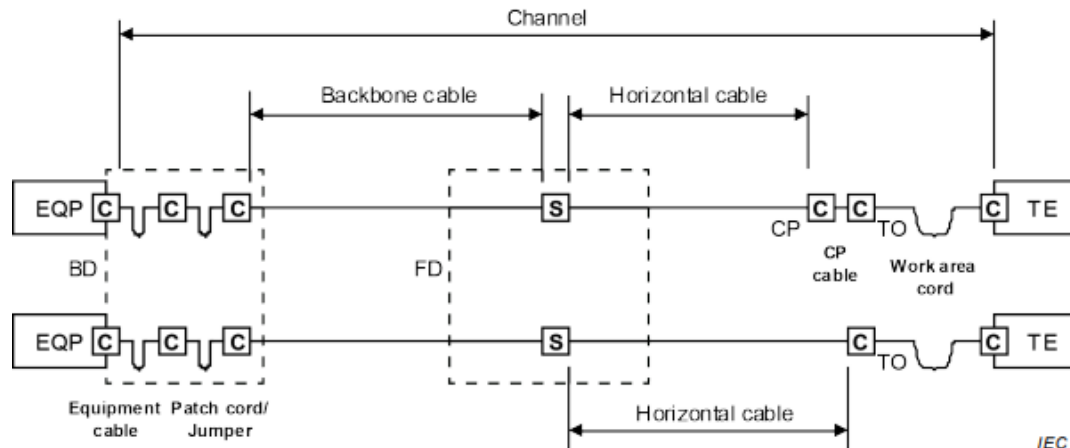 Channel
Backbone cable
Horizontal cable
EQP C C C S C C C TE
CP
TO
CP
cable
Work area
cord
BD
FD
EQP C C C S C C TE
TO
Equipment
cable
Patch cord/
Jumper
Horizontal cable
IEC